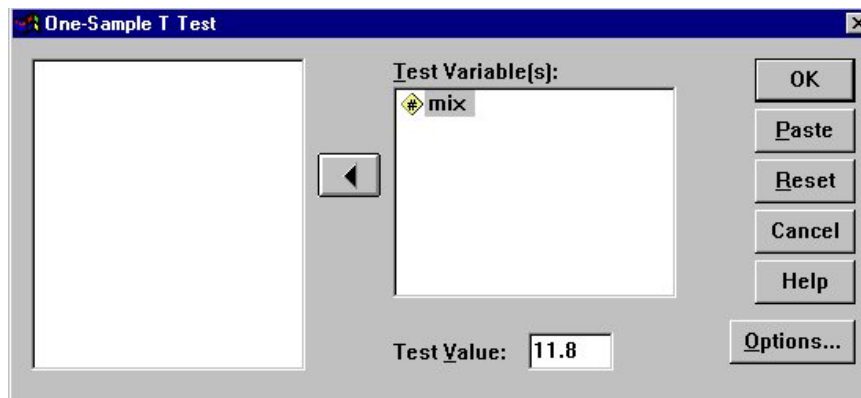 One-Sample T Test
Test Variable(s):
# mix
OK
Paste
Reset
Cancel
Help
Options...
Test Value: 11.8